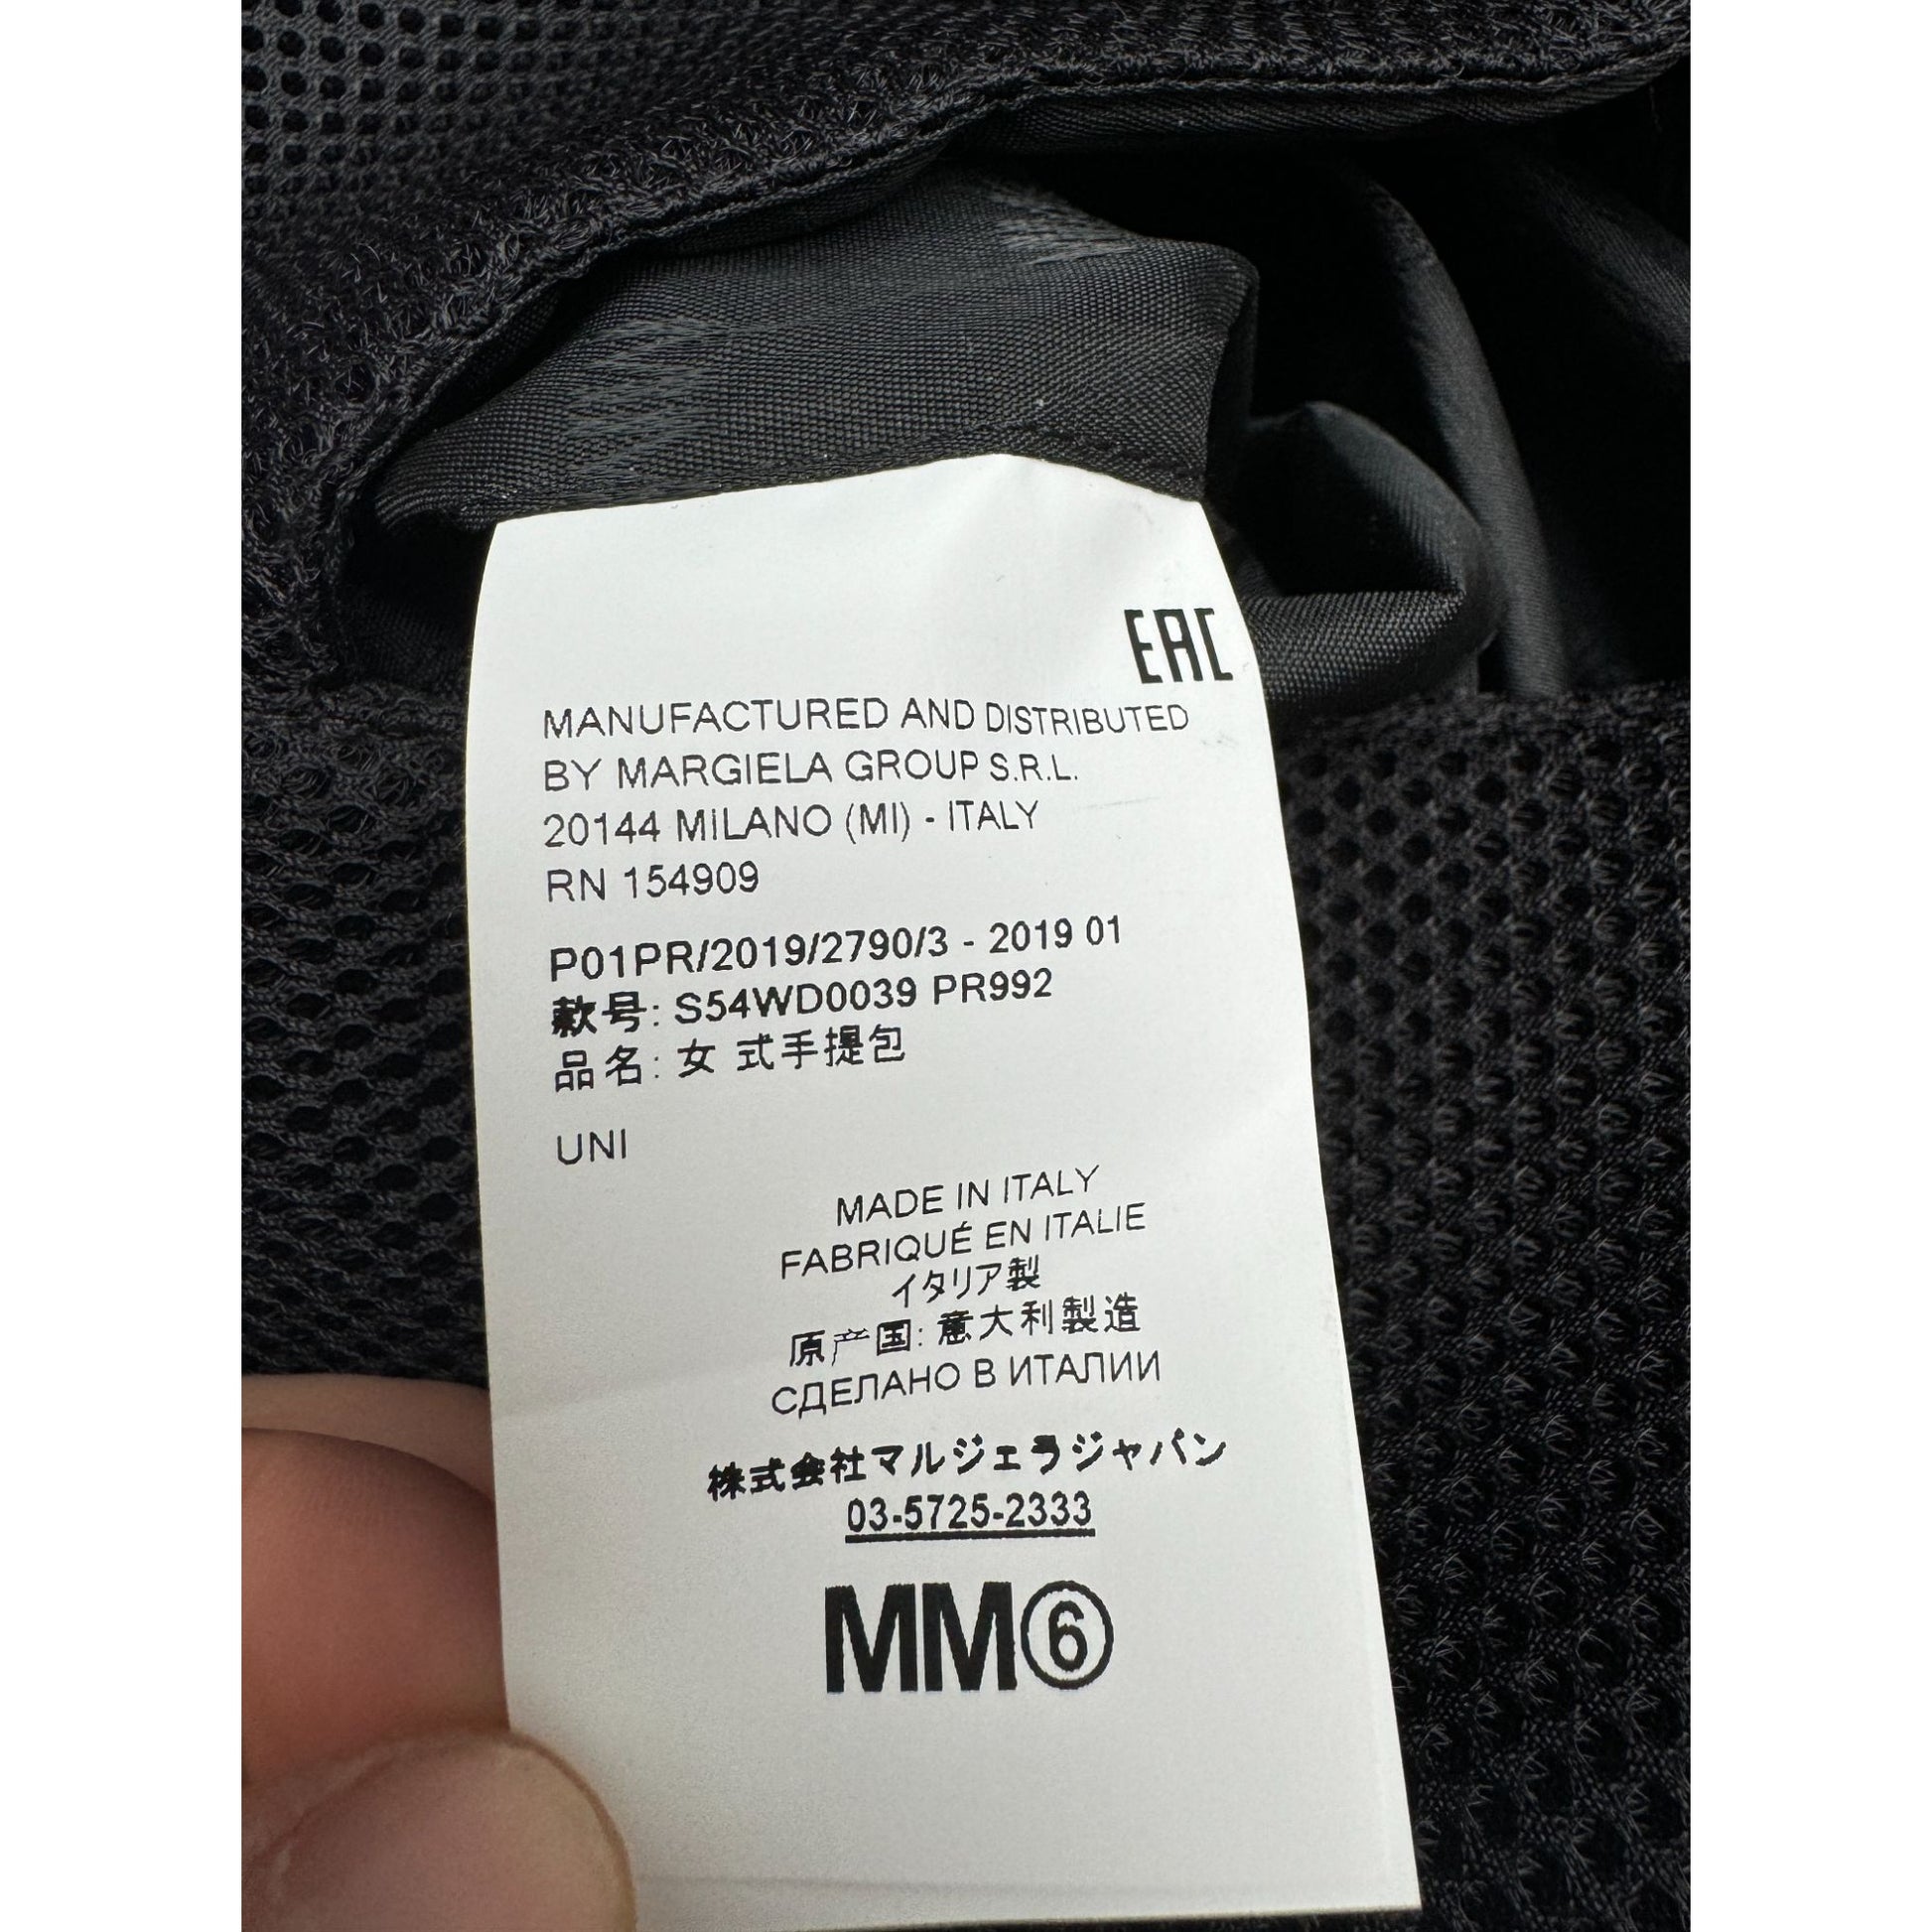 EAC
MANUFACTURED AND DISTRIBUTED
BY MARGIELA GROUP S.R.L.
20144 MILANO (MI) - ITALY
RN 154909
P01PR/2019/2790/3 - 2019 01
款号: S54WD0039 PR992
品名: 女 式手提包
UNI
MADE IN ITALY
FABRIQUÉ EN ITALIE
イタリア製
原产国: 意大利製造
СДЕЛАНО В ИТАЛИИ
株式会社マルジェラジャパン
03-5725-2333
MM⑥